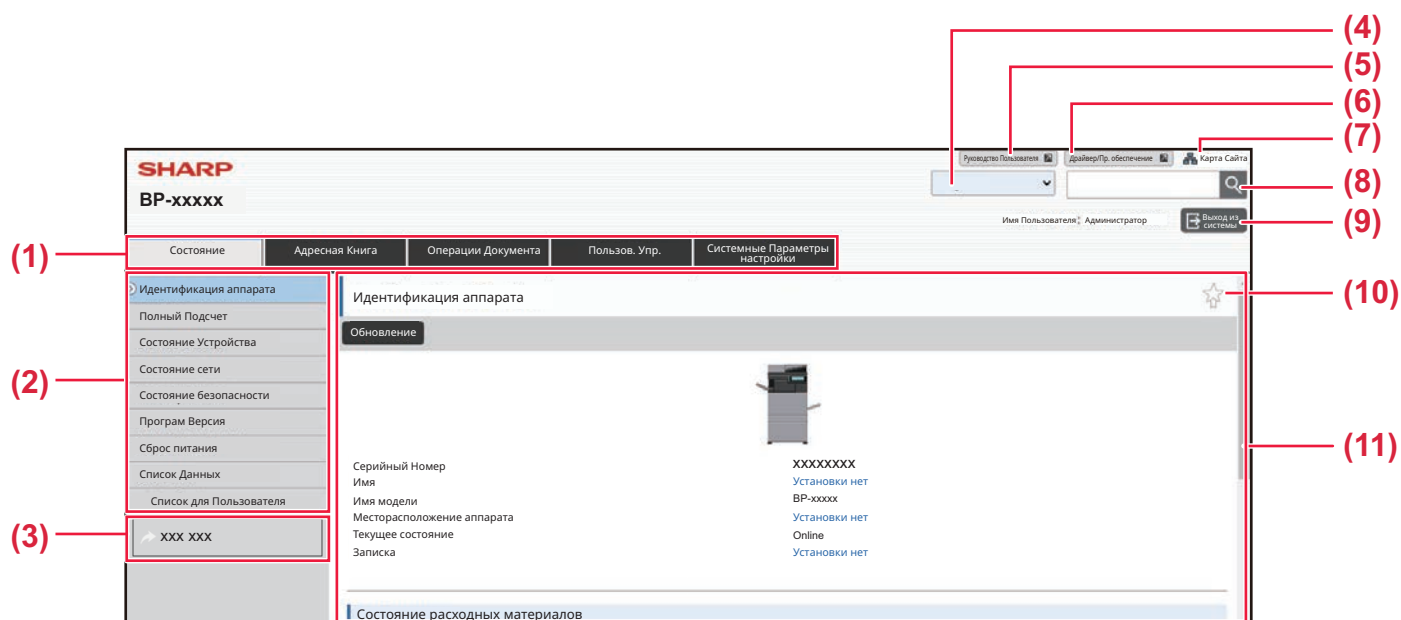 (4)
(5)
(6)
(7)
SHARP
Руководство Пользователя
Драйвер/Пр. обеспечение
Карта Сайта
BP-xxxxx
(8)
Имя Пользователя: Администратор
Выход из системы
(9)
(1)
Состояние
Адресная Книга
Операции Документа
Пользов. Упр.
Системные Параметры настройки
Идентификация аппарата
Полный Подсчет
Состояние Устройства
Состояние сети
(2)
Состояние безопасности
Програм Версия
Сброс питания
Список Данных
Список для Пользователя
(3)
XXX XXX
Идентификация аппарата
(10)
Обновление
(11)
Серийный Номер XXXXXXXX
Имя Установки нет
Имя модели BP-xxxxx
Месторасположение аппарата Установки нет
Текущее состояние Online
Записка Установки нет
Состояние расходных материалов